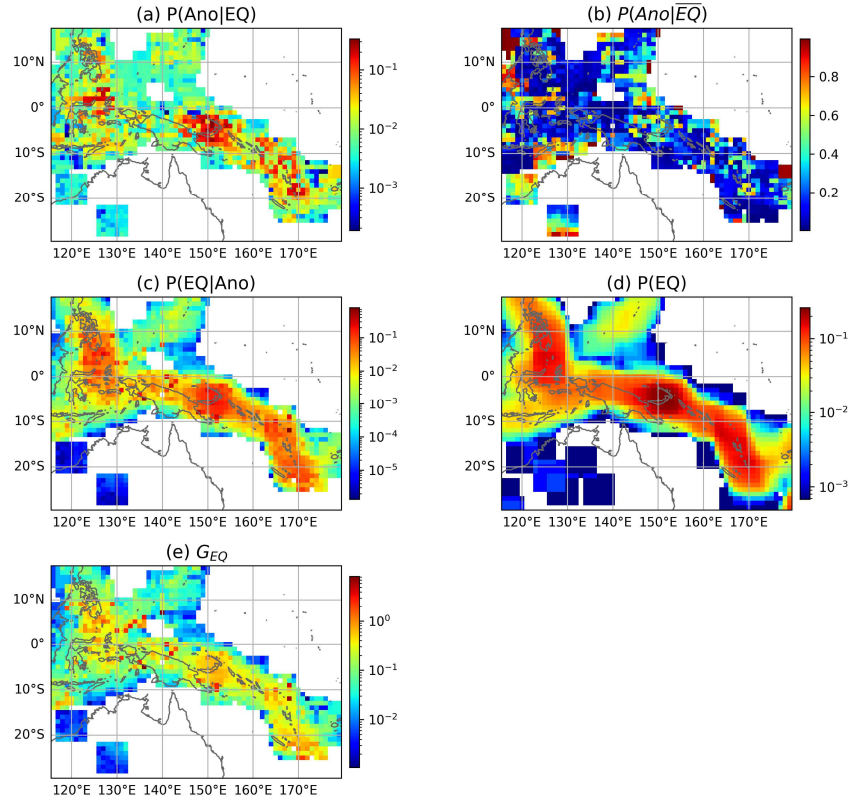 (a) P(Ano|EQ)
10°N
0°
10°S
20°S
120°E 130°E 140°E 150°E 160°E 170°E
10⁻¹
10⁻²
10⁻³
(b) P(Ano|E̅Q̅)
10°N
0°
10°S
20°S
120°E 130°E 140°E 150°E 160°E 170°E
0.8
0.6
0.4
0.2
(c) P(EQ|Ano)
10°N
0°
10°S
20°S
120°E 130°E 140°E 150°E 160°E 170°E
10⁻¹
10⁻²
10⁻³
10⁻⁴
10⁻⁵
(d) P(EQ)
10°N
0°
10°S
20°S
120°E 130°E 140°E 150°E 160°E 170°E
10⁻¹
10⁻²
10⁻³
(e) G_EQ
10°N
0°
10°S
20°S
120°E 130°E 140°E 150°E 160°E 170°E
10⁰
10⁻¹
10⁻²